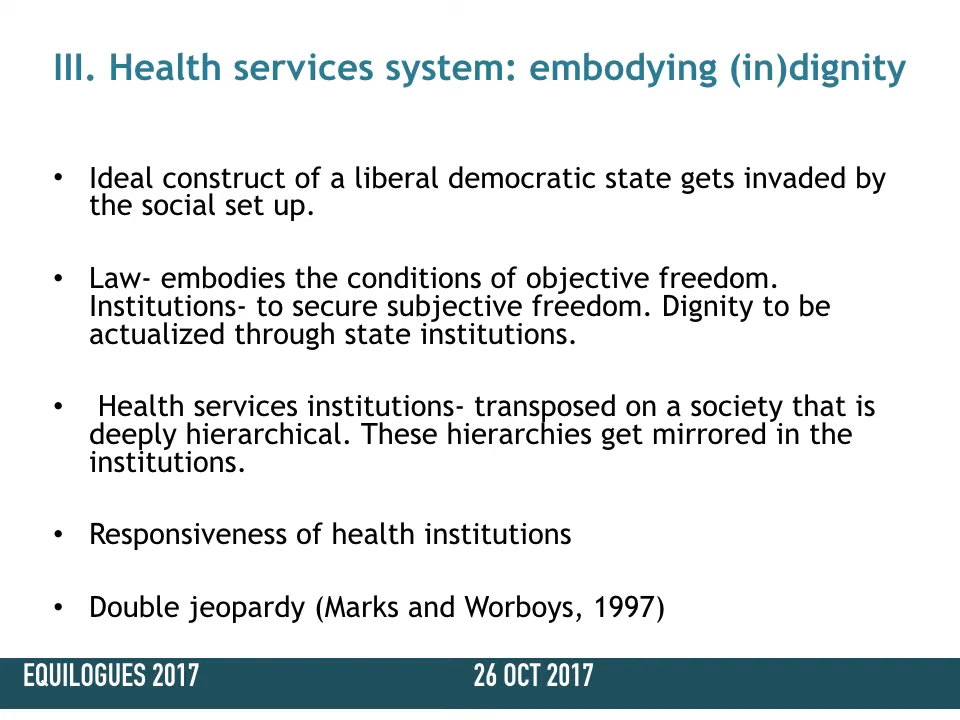 III. Health services system: embodying (in)dignity
• Ideal construct of a liberal democratic state gets invaded by
the social set up.
• Law- embodies the conditions of objective freedom.
Institutions- to secure subjective freedom. Dignity to be
actualized through state institutions.
• Health services institutions- transposed on a society that is
deeply hierarchical. These hierarchies get mirrored in the
institutions.
• Responsiveness of health institutions
• Double jeopardy (Marks and Worboys, 1997)
EQUILOGUES 2017 26 OCT 2017